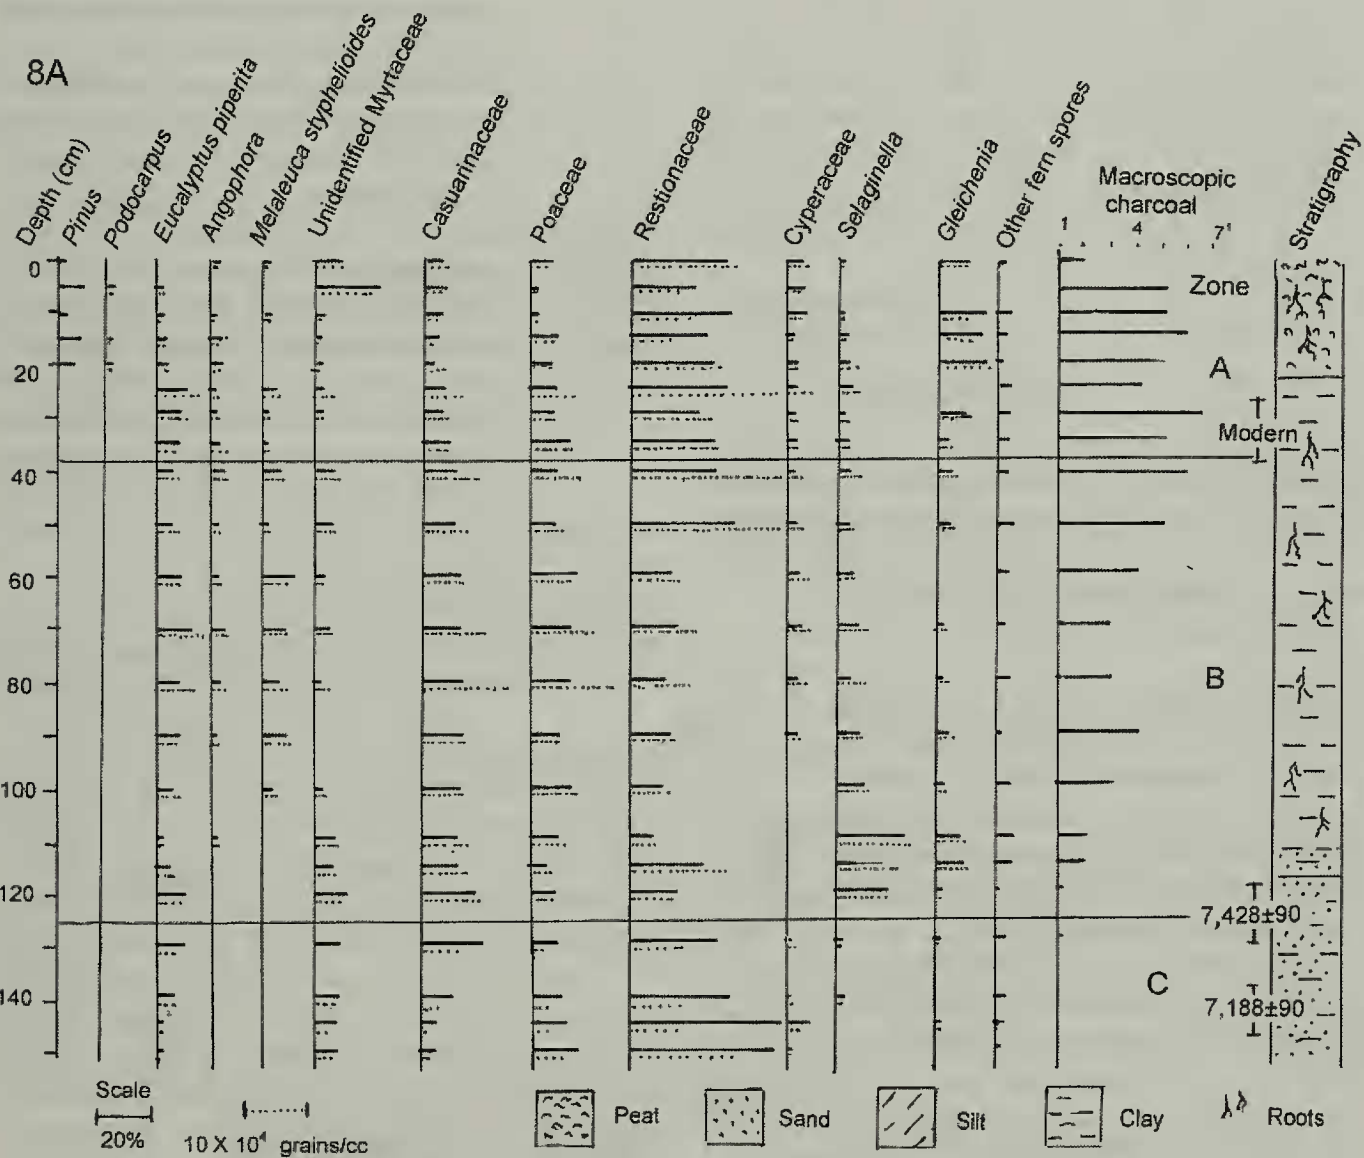 8A
Depth (cm)
Pinus
Podocarpus
Eucalyptus piperita
Angophora
Melaleuca styphelioides
Unidentified Myrtaceae
Casuarinaceae
Poaceae
Restionaceae
Cyperaceae
Selaginella
Gleichenia
Other fern spores
Macroscopic
charcoal
1 4 7¹
Stratigraphy
0
20
40
60
80
100
120
140
Zone
A
Modern
B
7,428±90
C
7,188±90
Scale
20%
10 X 10⁴ grains/cc
Peat
Sand
Silt
Clay
Roots